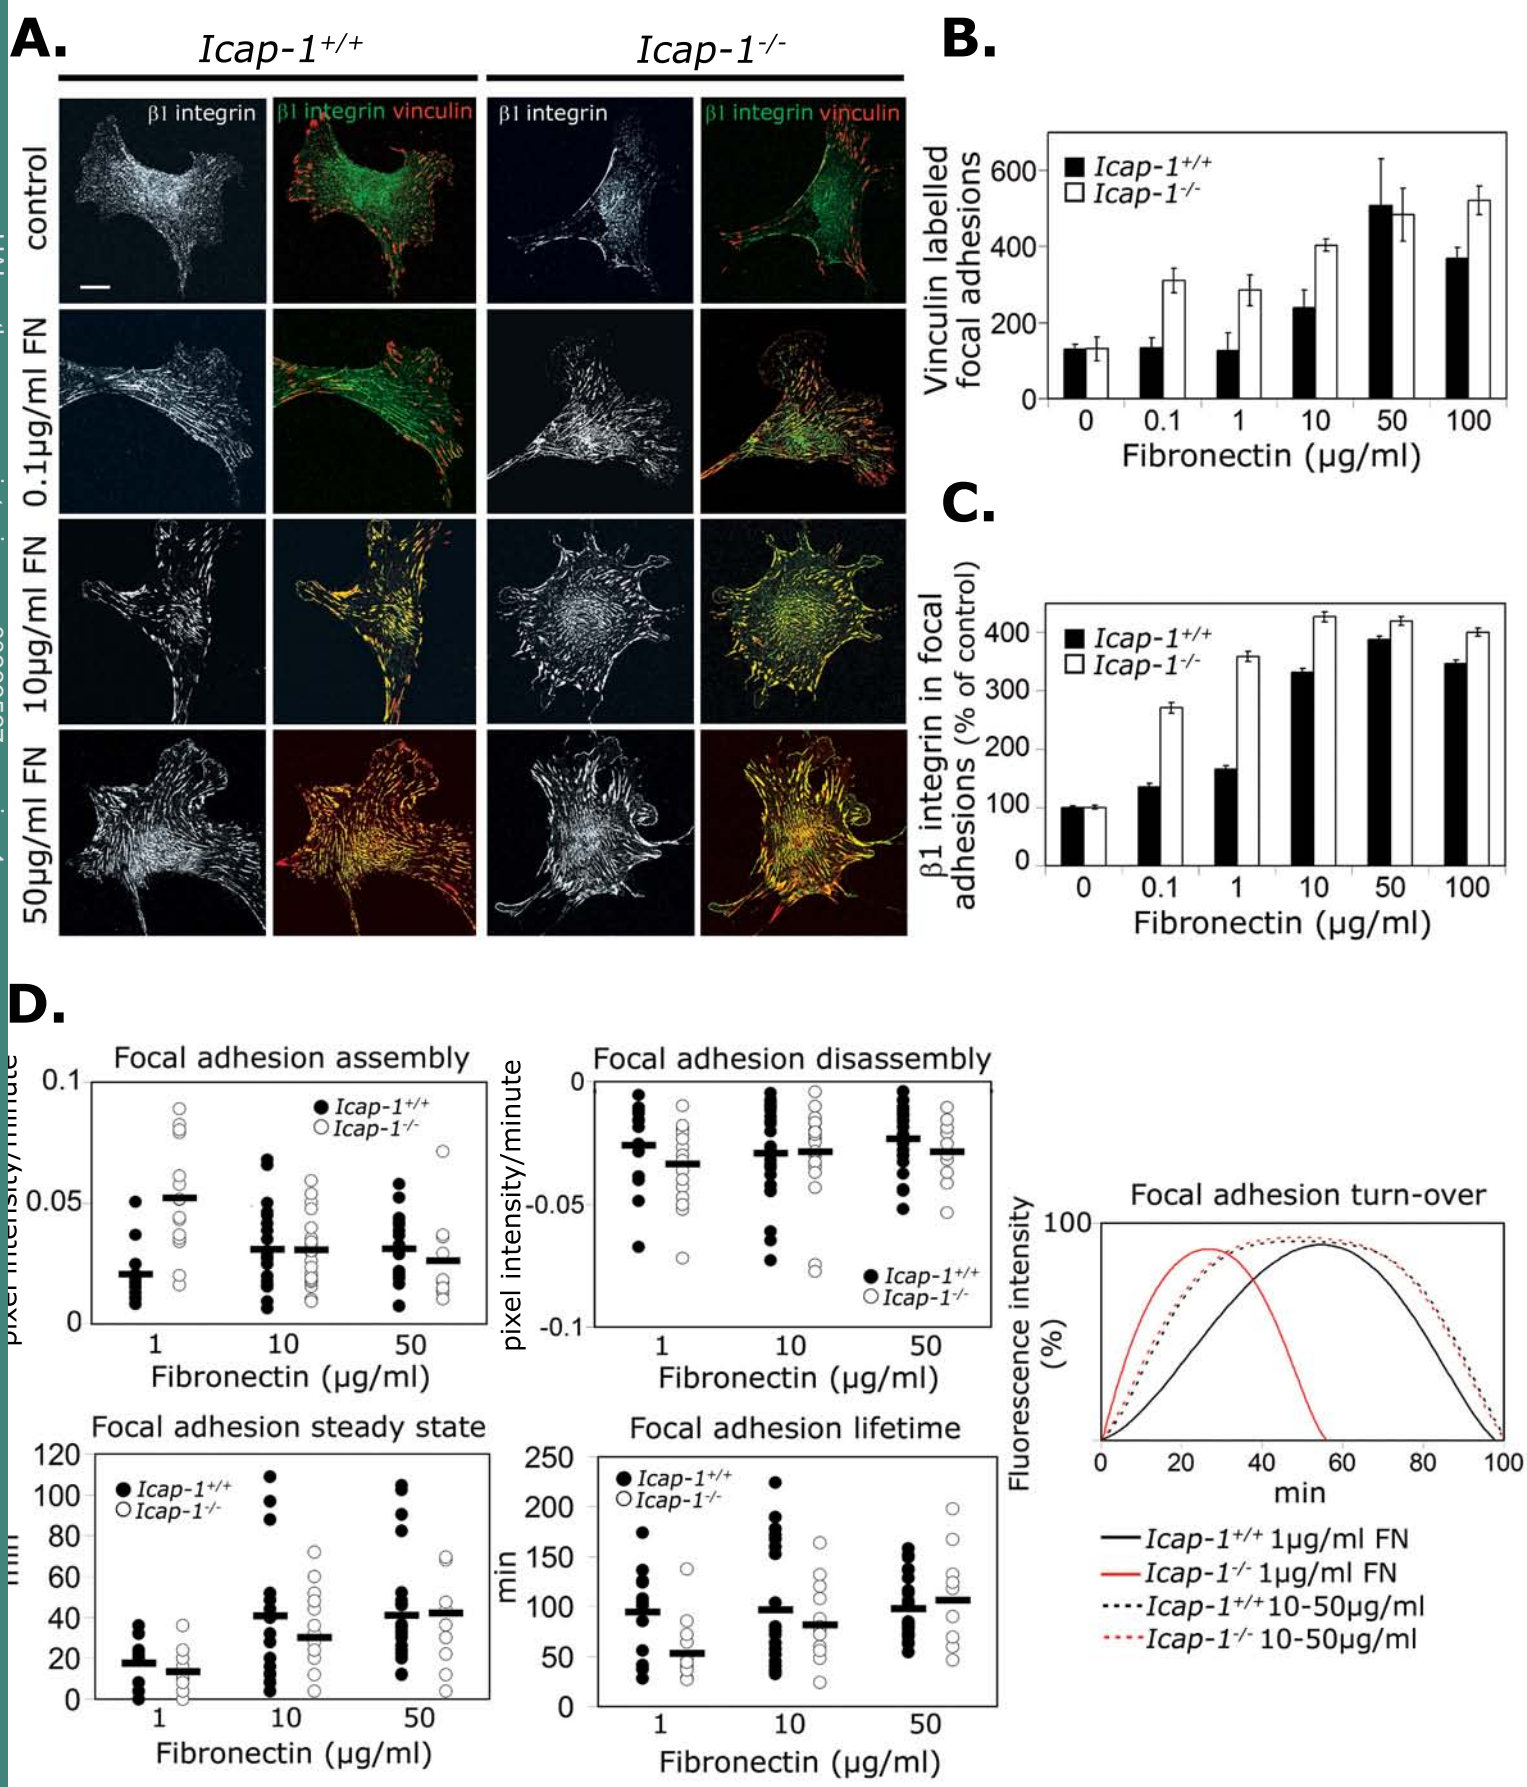 A.
Icap-1+/+
Icap-1-/-
β1 integrin
β1 integrin vinculin
β1 integrin
β1 integrin vinculin
control
0.1µg/ml FN
10µg/ml FN
50µg/ml FN
B.
Vinculin labelled
focal adhesions
600
400
200
0
Icap-1+/+
Icap-1-/-
0 0.1 1 10 50 100
Fibronectin (µg/ml)
C.
β1 integrin in focal
adhesions (% of control)
400
300
200
100
0
Icap-1+/+
Icap-1-/-
0 0.1 1 10 50 100
Fibronectin (µg/ml)
D.
Focal adhesion assembly
pixel intensity/minute
0.1
0.05
0
Icap-1+/+
Icap-1-/-
1 10 50
Fibronectin (µg/ml)
Focal adhesion disassembly
pixel intensity/minute
0
-0.05
-0.1
Icap-1+/+
Icap-1-/-
1 10 50
Fibronectin (µg/ml)
Focal adhesion steady state
min
120
100
80
60
40
20
0
Icap-1+/+
Icap-1-/-
1 10 50
Fibronectin (µg/ml)
Focal adhesion lifetime
min
250
200
150
100
50
0
Icap-1+/+
Icap-1-/-
1 10 50
Fibronectin (µg/ml)
Focal adhesion turn-over
Fluorescence intensity
(%)
100
0 20 40 60 80 100
min
Icap-1+/+ 1µg/ml FN
Icap-1-/- 1µg/ml FN
Icap-1+/+ 10-50µg/ml
Icap-1-/- 10-50µg/ml